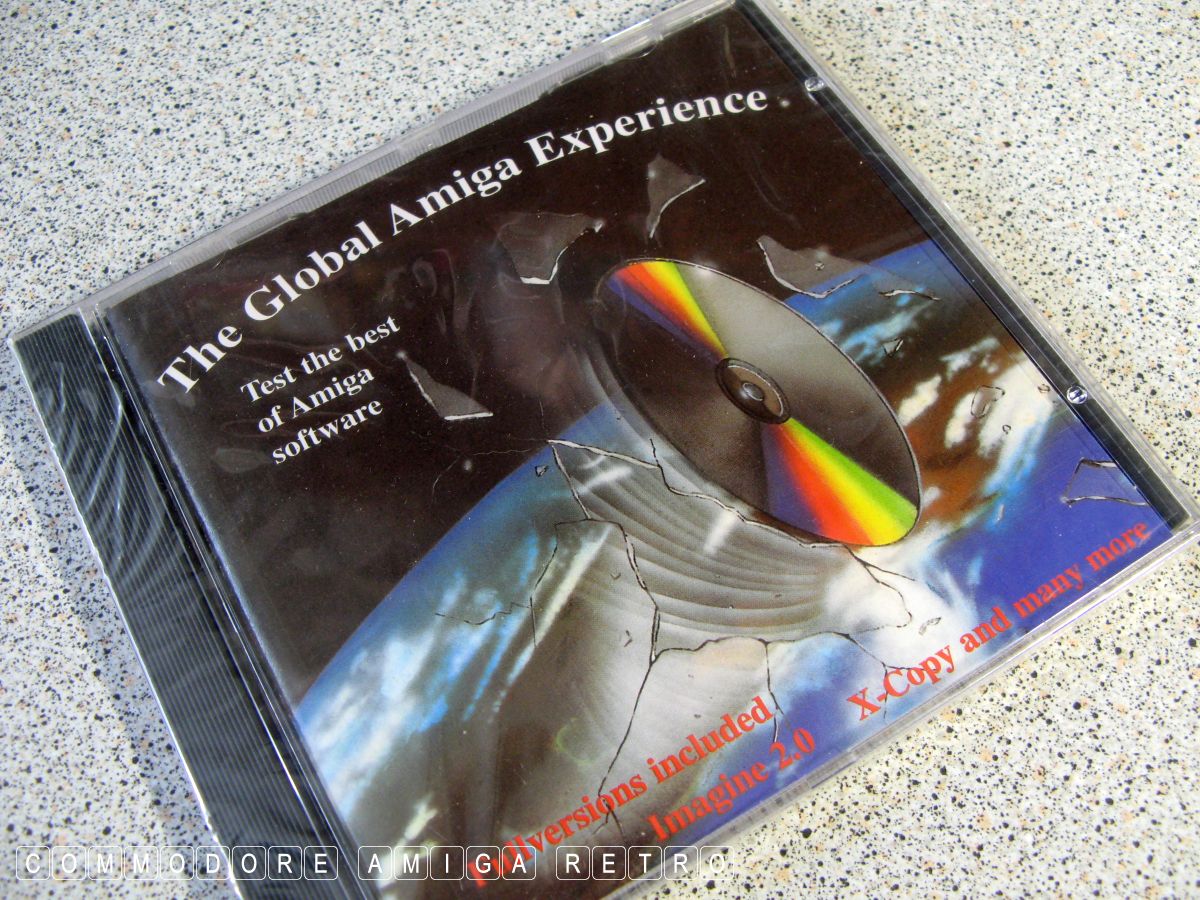 The Global Amiga Experience
Test the best
of Amiga
software
Fullversions included
Imagine 2.0
X-Copy and many more
COMMODORE AMIGA RETRO